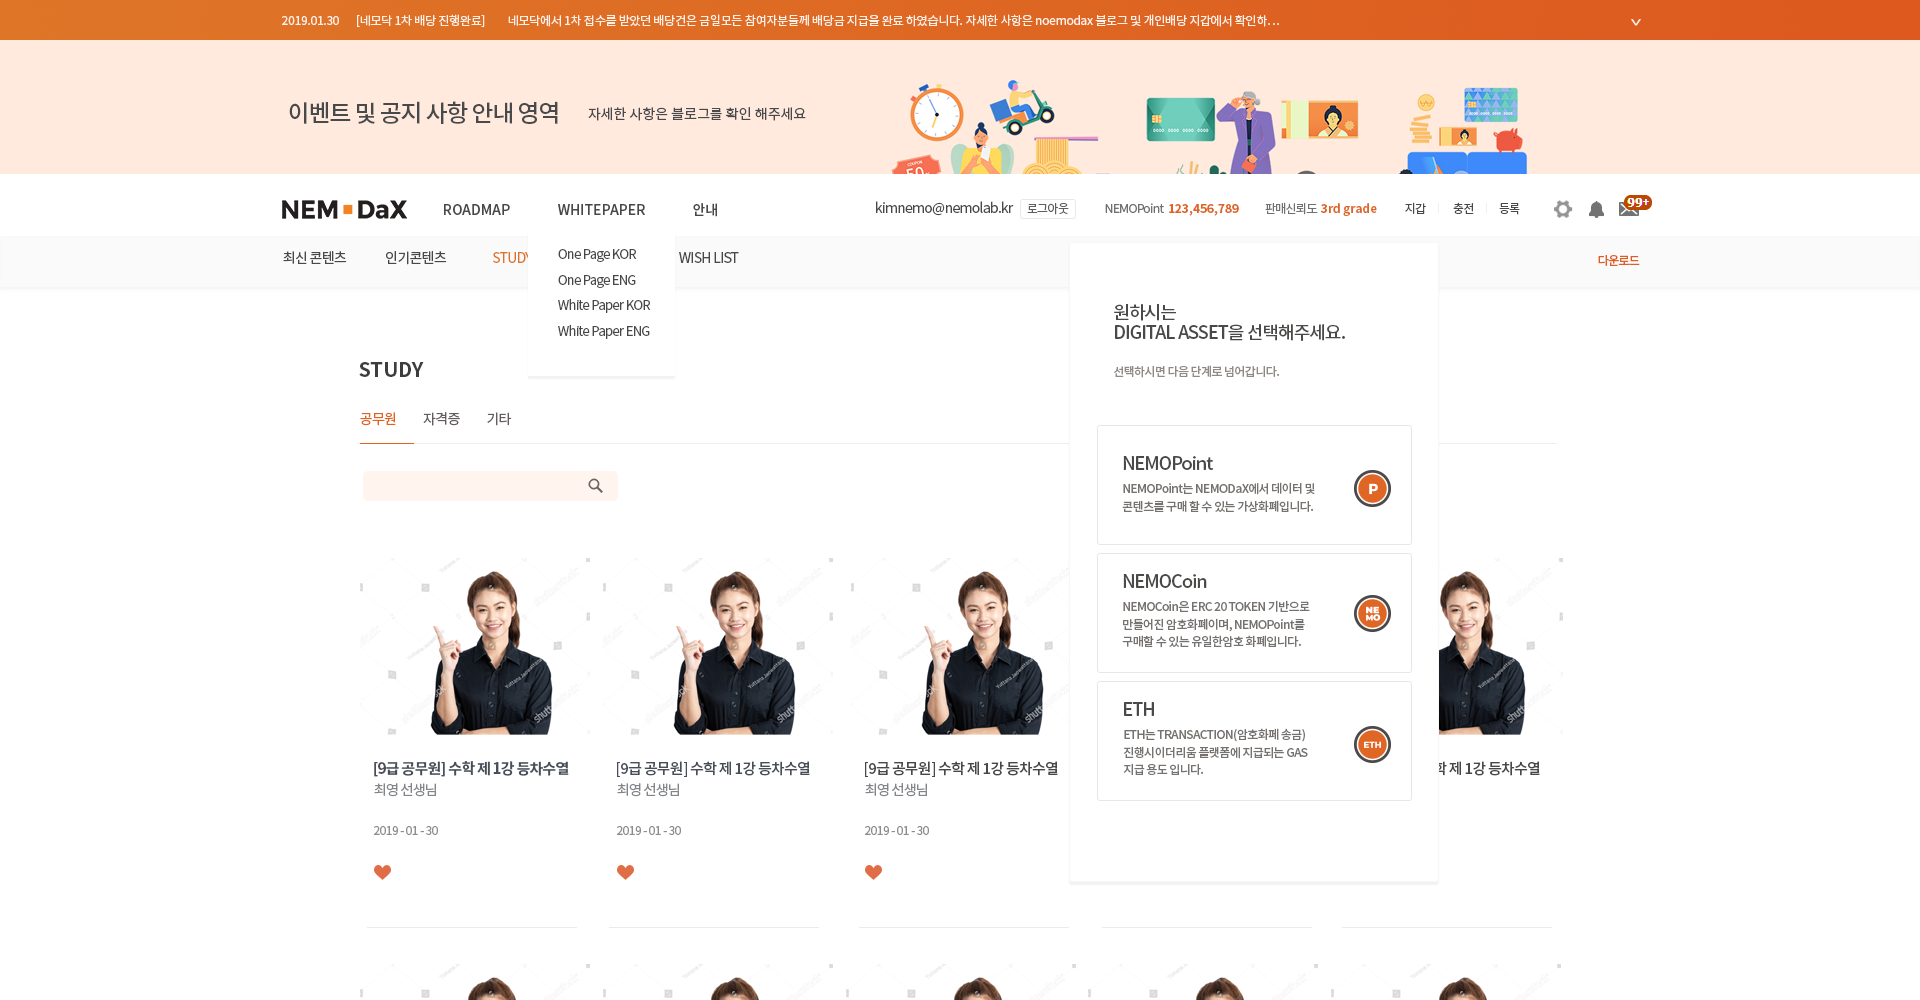 2019.01.30 [네모닥 1차 배당 진행완료] 네모닥에서 1차 접수를 받았던 배당건은 금일모든 참여자분들께 배당금 지급을 완료 하였습니다. 자세한 사항은 noemodax 블로그 및 개인배당 지갑에서 확인하...
이벤트 및 공지 사항 안내 영역 자세한 사항은 블로그를 확인 해주세요
COUPON
50
NEM DaX ROADMAP WHITEPAPER 안내 kimnemo@nemolab.kr 로그아웃 NEMOPoint 123,456,789 판매신뢰도 3rd grade 지갑 충전 등록 99+
최신 콘텐츠 인기콘텐츠 STUDY WISH LIST 다운로드
One Page KOR
One Page ENG
White Paper KOR
White Paper ENG
STUDY
공무원 자격증 기타
원하시는
DIGITAL ASSET을 선택해주세요.
선택하시면 다음 단계로 넘어갑니다.
NEMOPoint
NEMOPoint는 NEMODaX에서 데이터 및
콘텐츠를 구매 할 수 있는 가상화폐입니다.
P
NEMOCoin
NEMOCoin은 ERC 20 TOKEN 기반으로
만들어진 암호화폐이며, NEMOPoint를
구매할 수 있는 유일한암호 화폐입니다.
NE
MO
ETH
ETH는 TRANSACTION(암호화폐 송금)
진행시이더리움 플랫폼에 지급되는 GAS
지급 용도 입니다.
ETH
[9급 공무원] 수학 제 1강 등차수열
최영 선생님
2019 - 01 - 30
[9급 공무원] 수학 제 1강 등차수열
최영 선생님
2019 - 01 - 30
[9급 공무원] 수학 제 1강 등차수열
최영 선생님
2019 - 01 - 30
학 제 1강 등차수열